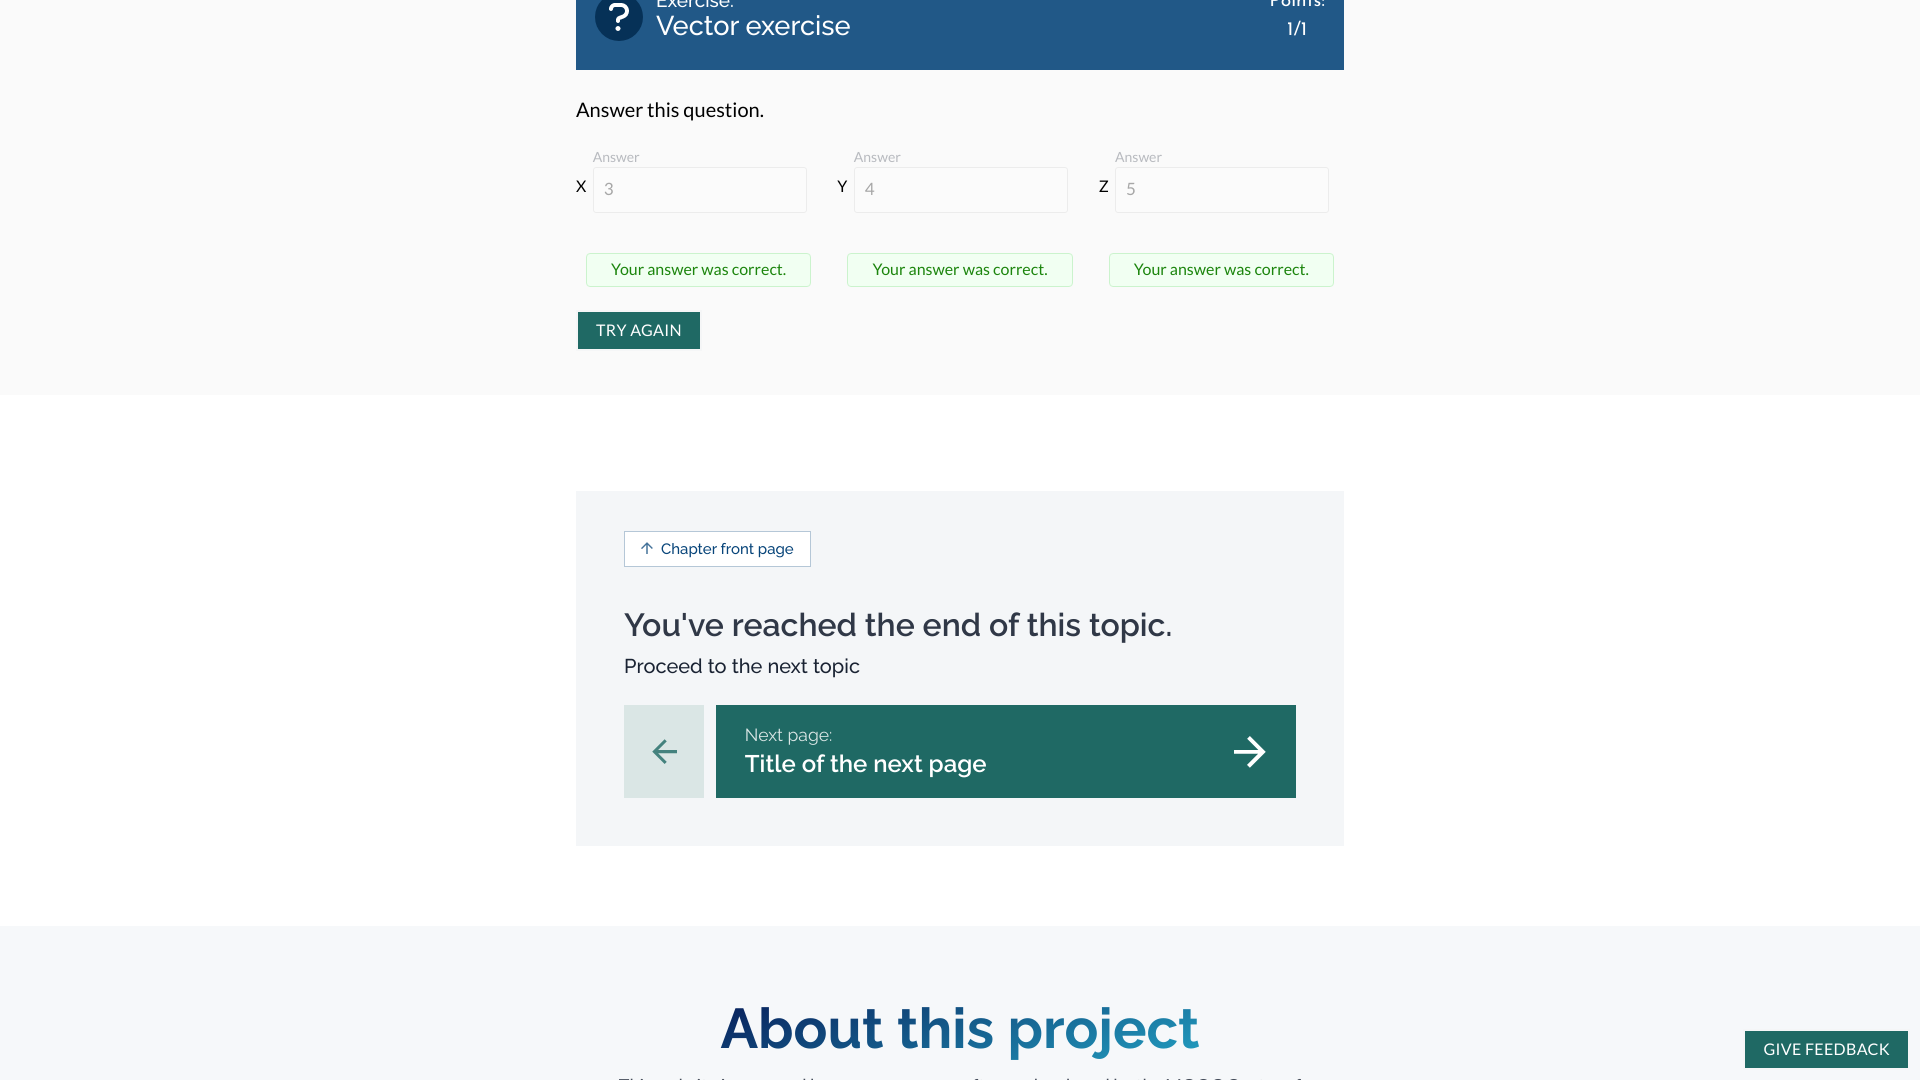 Exercise:
Vector exercise
Points:
1/1
Answer this question.
Answer
X 3
Answer
Y 4
Answer
Z 5
Your answer was correct.
Your answer was correct.
Your answer was correct.
TRY AGAIN
Chapter front page
You've reached the end of this topic.
Proceed to the next topic
Next page:
Title of the next page
About this project
GIVE FEEDBACK